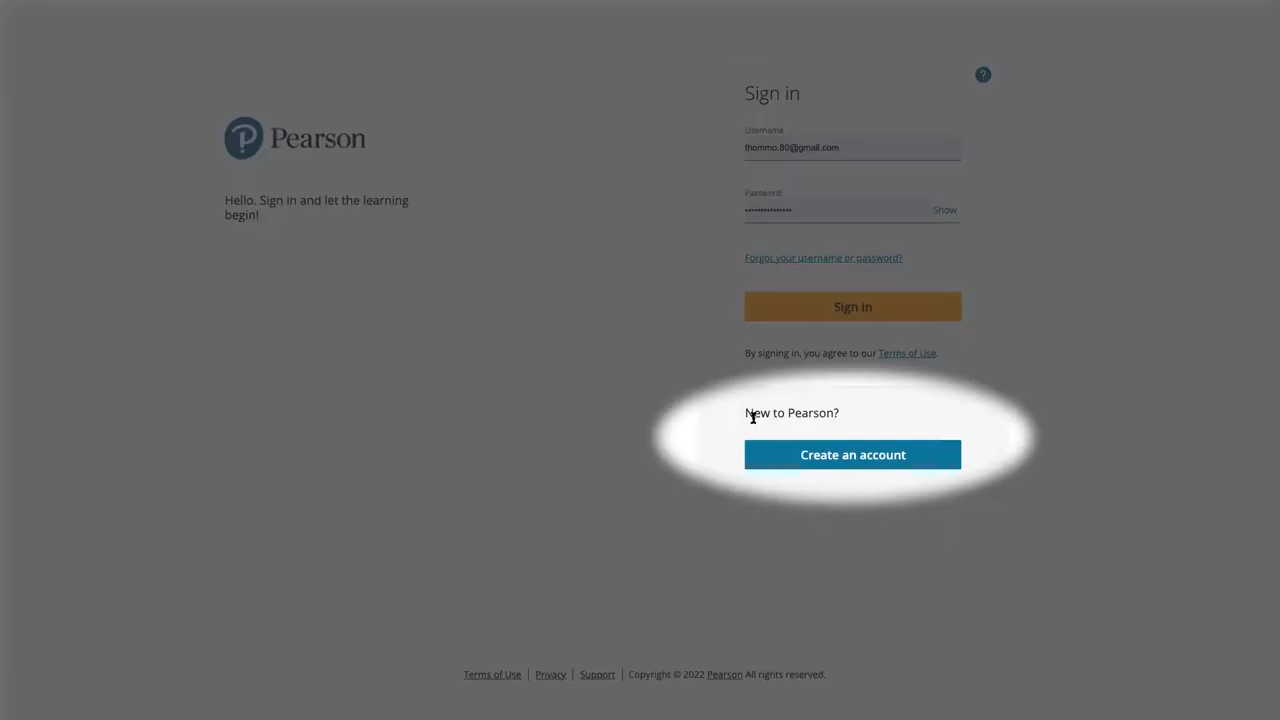 Pearson
Hello. Sign in and let the learning
begin!
?
Sign in
Username
thommo.80@gmail.com
Password
•••••••••••••••
Show
Forgot your username or password?
Sign in
By signing in, you agree to our Terms of Use.
New to Pearson?
Create an account
Terms of Use | Privacy | Support | Copyright © 2022 Pearson All rights reserved.